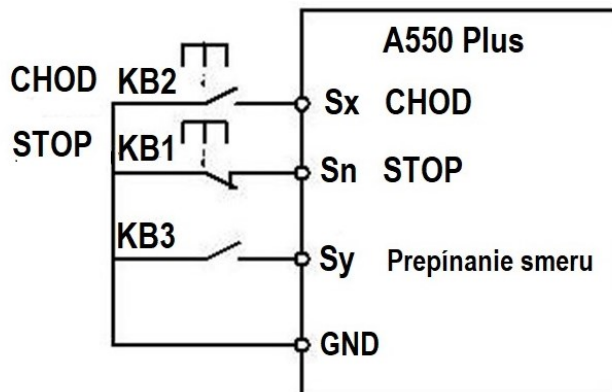 A550 Plus
CHOD KB2 Sx CHOD
STOP KB1 Sn STOP
KB3 Sy Prepínanie smeru
GND